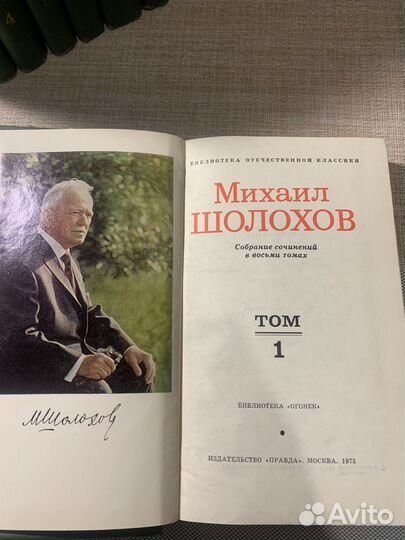 4
БИБЛИОТЕКА ОТЕЧЕСТВЕННОЙ КЛАССИКИ
Михаил
ШОЛОХОВ
Собрание сочинений
в восьми томах
ТОМ
1
БИБЛИОТЕКА «ОГОНЕК»
ИЗДАТЕЛЬСТВО «ПРАВДА». МОСКВА. 1975
МШолохов
Avito